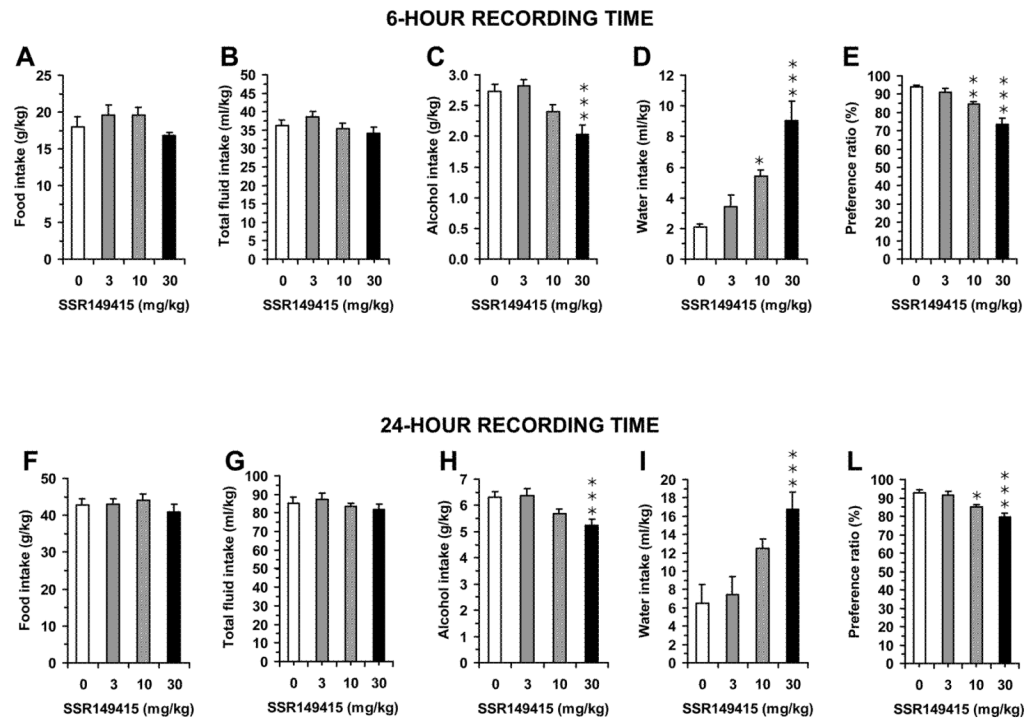 6-HOUR RECORDING TIME
A
Food intake (g/kg)
25
20
15
10
5
0
0 3 10 30
SSR149415 (mg/kg)
B
Total fluid intake (ml/kg)
50
45
40
35
30
25
20
15
10
5
0
0 3 10 30
SSR149415 (mg/kg)
C
Alcohol intake (g/kg)
3.0
2.5
2.0
1.5
1.0
0.5
0.0
***
0 3 10 30
SSR149415 (mg/kg)
D
Water intake (ml/kg)
12
10
8
6
4
2
0
*
***
0 3 10 30
SSR149415 (mg/kg)
E
Preference ratio (%)
100
90
80
70
60
50
40
30
20
10
0
**
***
0 3 10 30
SSR149415 (mg/kg)
24-HOUR RECORDING TIME
F
Food intake (g/kg)
50
40
30
20
10
0
0 3 10 30
SSR149415 (mg/kg)
G
Total fluid intake (ml/kg)
100
90
80
70
60
50
40
30
20
10
0
0 3 10 30
SSR149415 (mg/kg)
H
Alcohol intake (g/kg)
7
6
5
4
3
2
1
0
***
0 3 10 30
SSR149415 (mg/kg)
I
Water intake (ml/kg)
20
18
16
14
12
10
8
6
4
2
0
***
0 3 10 30
SSR149415 (mg/kg)
L
Preference ratio (%)
100
90
80
70
60
50
40
30
20
10
0
*
***
0 3 10 30
SSR149415 (mg/kg)